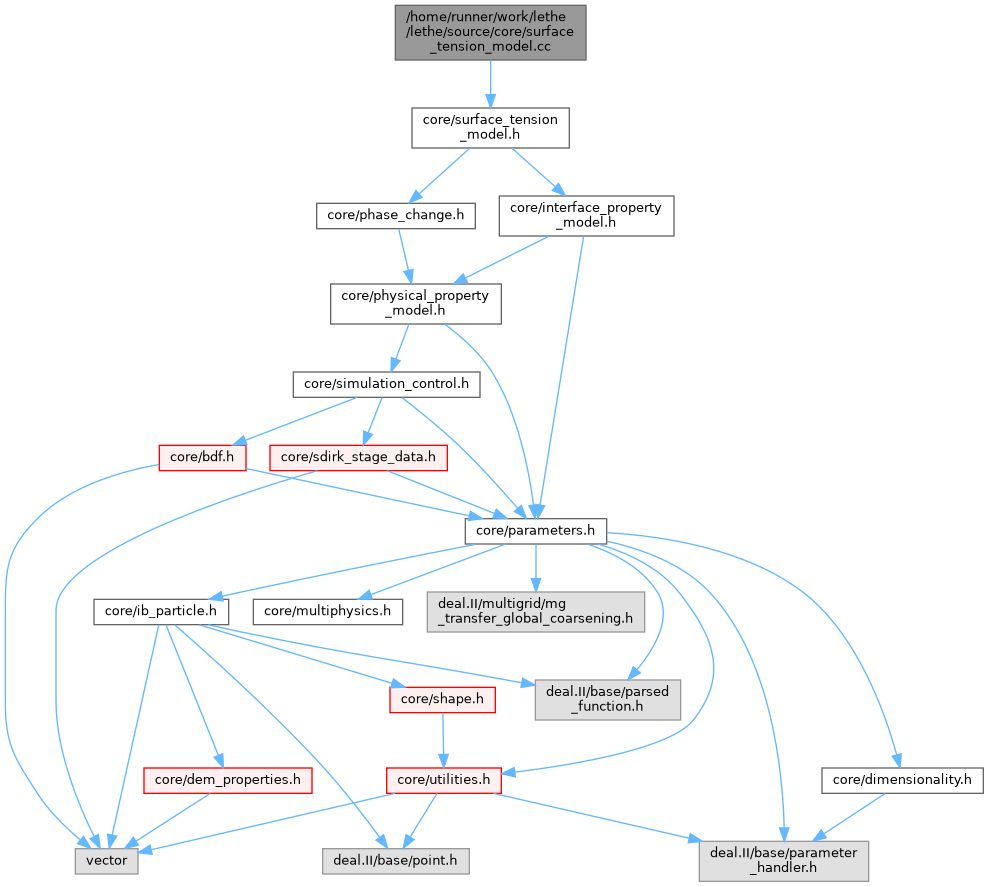 /home/runner/work/lethe
/lethe/source/core/surface
_tension_model.cc
core/surface_tension
_model.h
core/phase_change.h
core/interface_property
_model.h
core/physical_property
_model.h
core/simulation_control.h
core/bdf.h
core/sdirk_stage_data.h
core/parameters.h
core/ib_particle.h
core/multiphysics.h
deal.II/multigrid/mg
_transfer_global_coarsening.h
core/shape.h
deal.II/base/parsed
_function.h
core/dem_properties.h
core/utilities.h
core/dimensionality.h
vector
deal.II/base/point.h
deal.II/base/parameter
_handler.h